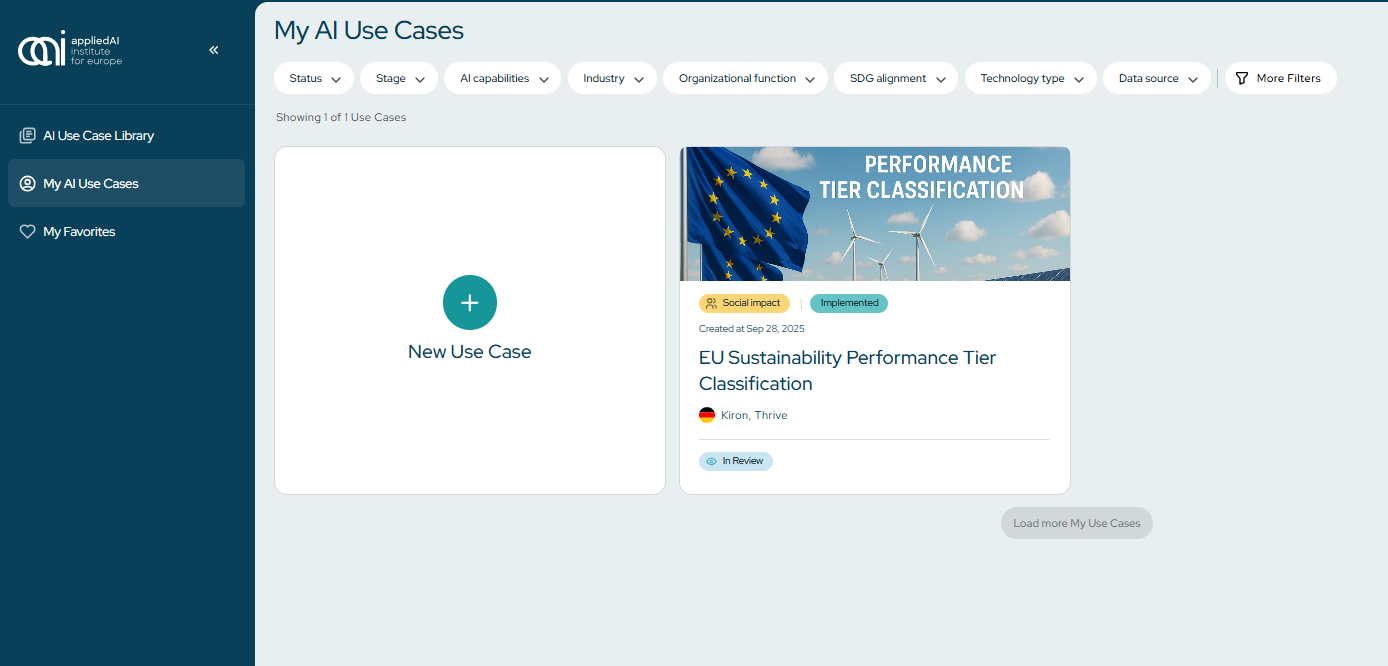 appliedAI
institute
for europe
AI Use Case Library
My AI Use Cases
My Favorites
My AI Use Cases
Status
Stage
AI capabilities
Industry
Organizational function
SDG alignment
Technology type
Data source
More Filters
Showing 1 of 1 Use Cases
New Use Case
PERFORMANCE
TIER CLASSIFICATION
Social impact
Implemented
Created at Sep 28, 2025
EU Sustainability Performance Tier
Classification
Kiron, Thrive
In Review
Load more My Use Cases